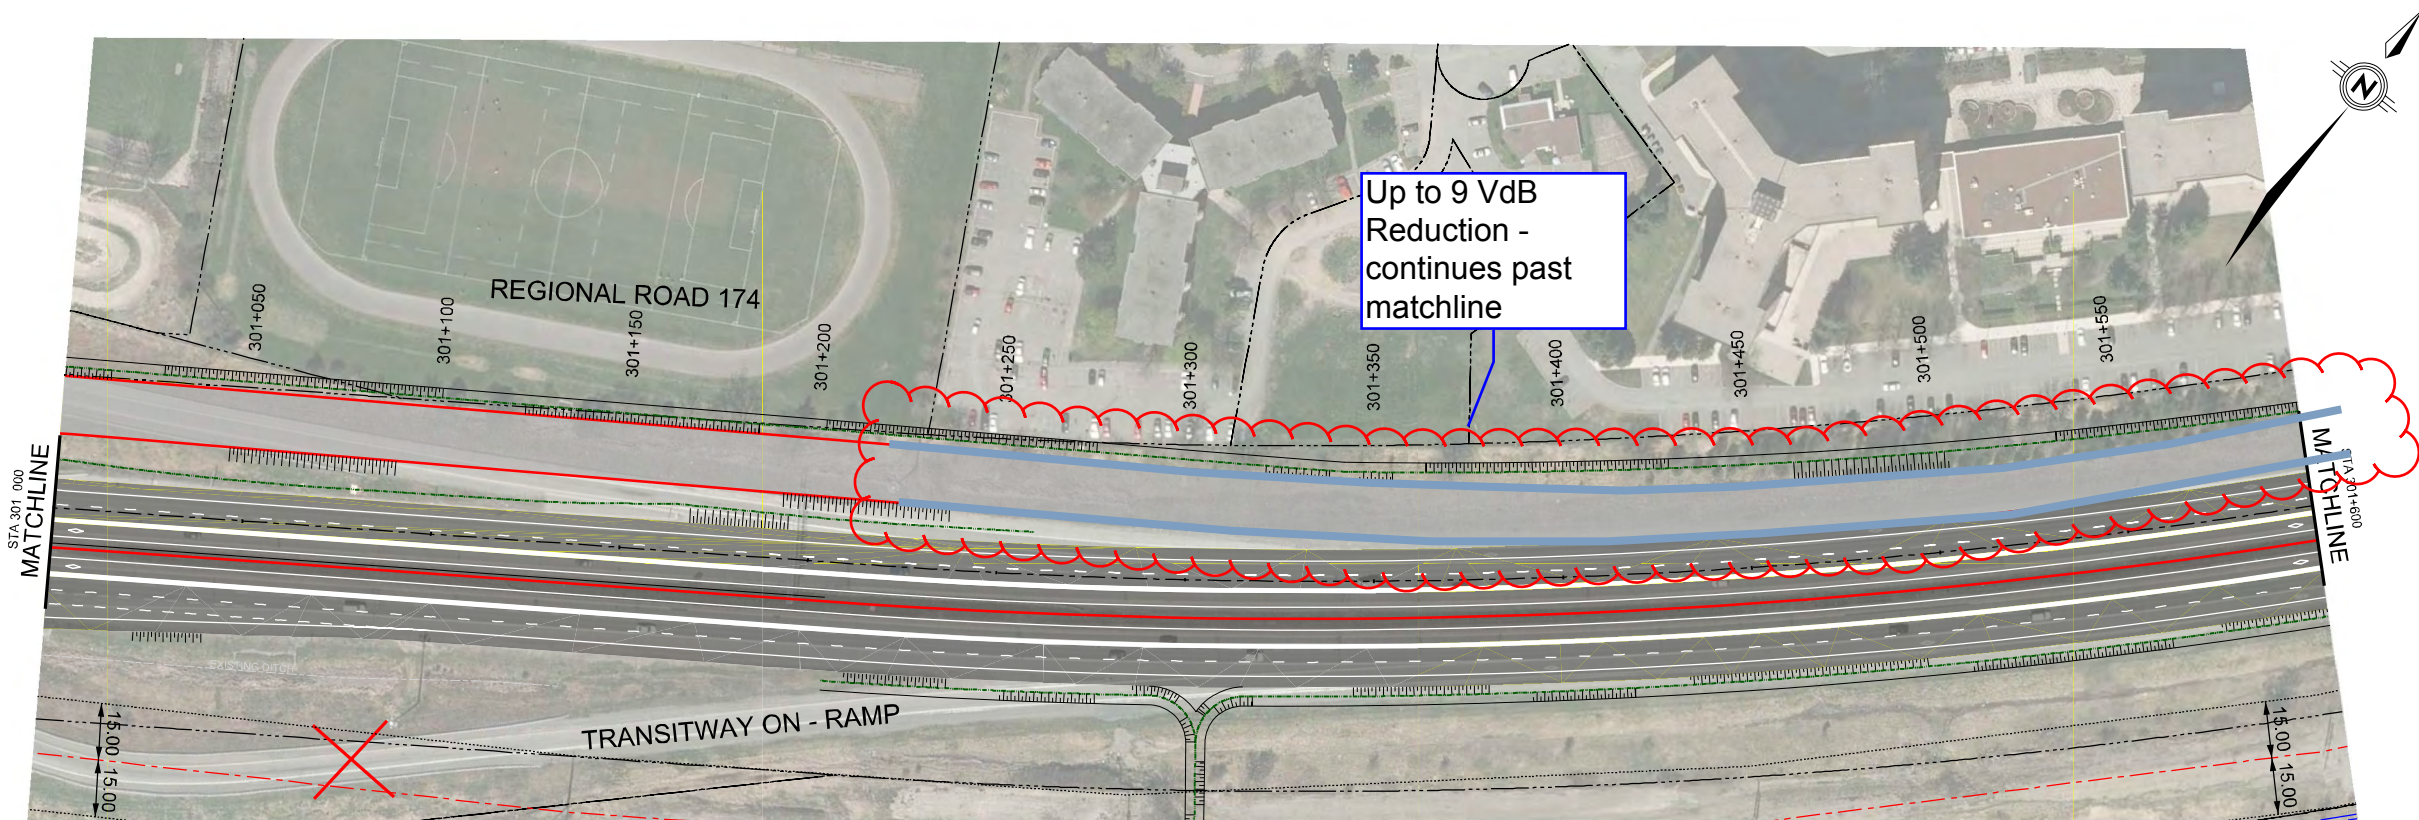 N
Up to 9 VdB
Reduction -
continues past
matchline
REGIONAL ROAD 174
301+050
301+100
301+150
301+200
301+250
301+300
301+350
301+400
301+450
301+500
301+550
STA 301 000
MATCHLINE
MATCHLINE
STA 301+600
EXISTING DITCH
TRANSITWAY ON - RAMP
15.00
15.00
15.00
15.00